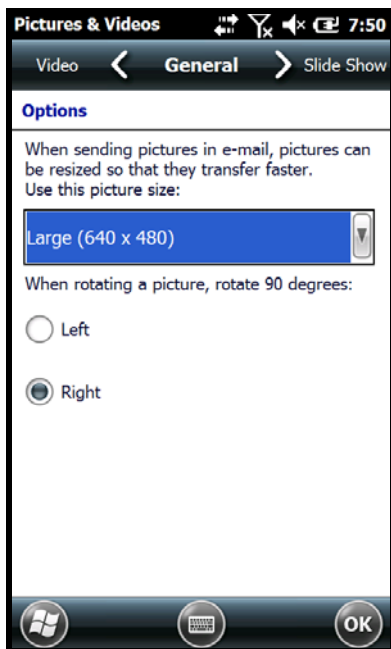 Pictures & Videos 7:50
Video General Slide Show
Options
When sending pictures in e-mail, pictures can
be resized so that they transfer faster.
Use this picture size:
Large (640 x 480)
When rotating a picture, rotate 90 degrees:
Left
Right
OK